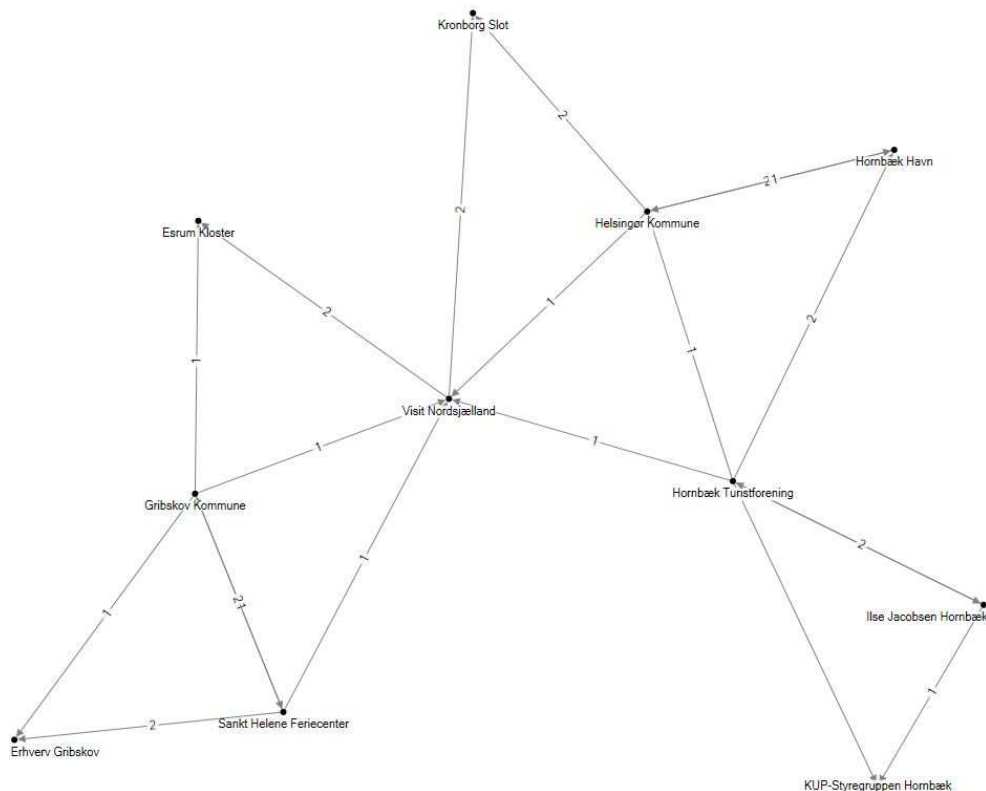 Kronborg Slot
2
Hornbæk Havn
21
Helsingør Kommune
Esrum Kloster
2
1
2
2
1
1
Visit Nordsjælland
1
1
Gribskov Kommune
Hornbæk Turistforening
2
1
21
1
Ilse Jacobsen Hornbæk
1
Sankt Helene Feriecenter
2
Erhverv Gribskov
KUP-Styregruppen Hornbæk